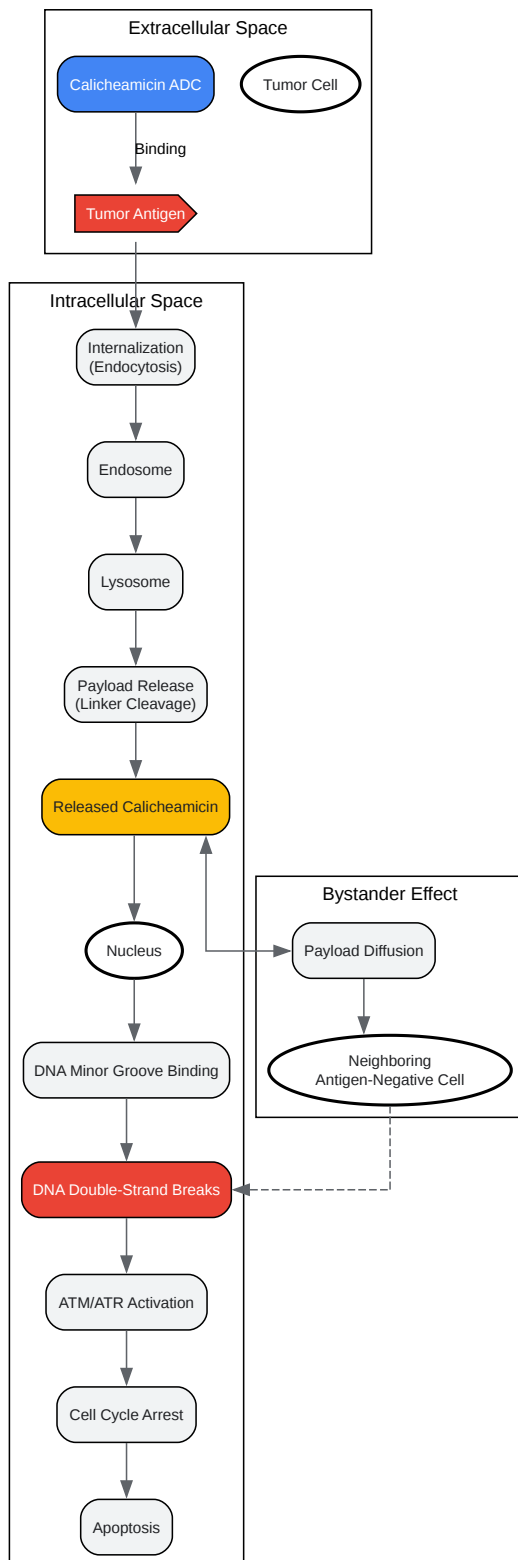 Extracellular Space
Calicheamicin ADC
Tumor Cell
Binding
Tumor Antigen
Intracellular Space
Internalization
(Endocytosis)
Endosome
Lysosome
Payload Release
(Linker Cleavage)
Released Calicheamicin
Bystander Effect
Nucleus
Payload Diffusion
DNA Minor Groove Binding
Neighboring
Antigen-Negative Cell
DNA Double-Strand Breaks
ATM/ATR Activation
Cell Cycle Arrest
Apoptosis